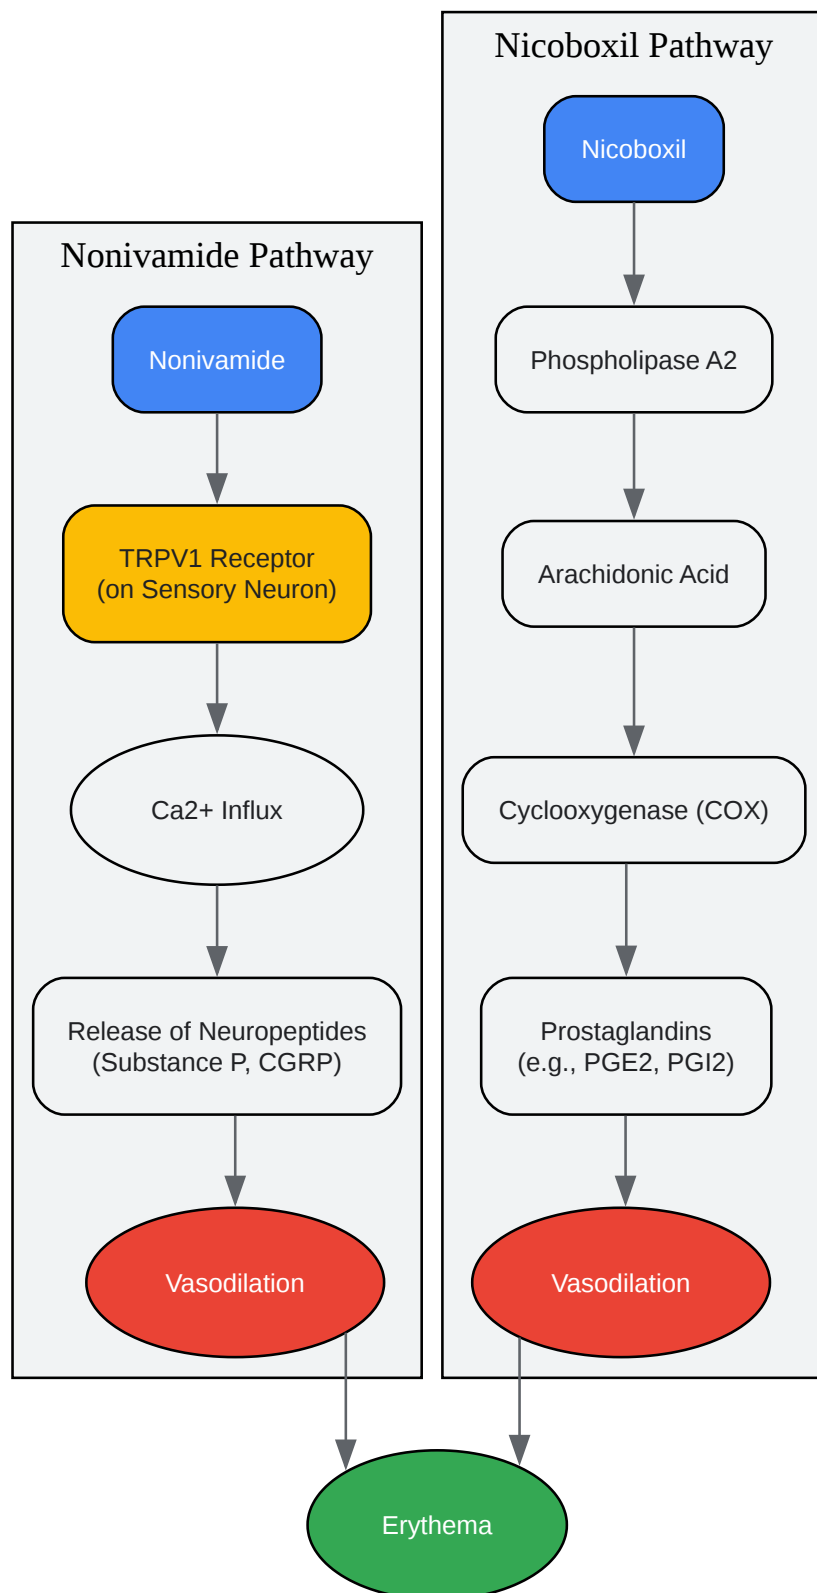 Nonivamide Pathway
Nonivamide
TRPV1 Receptor
(on Sensory Neuron)
Ca2+ Influx
Release of Neuropeptides
(Substance P, CGRP)
Vasodilation
Nicoboxil Pathway
Nicoboxil
Phospholipase A2
Arachidonic Acid
Cyclooxygenase (COX)
Prostaglandins
(e.g., PGE2, PGI2)
Vasodilation
Erythema